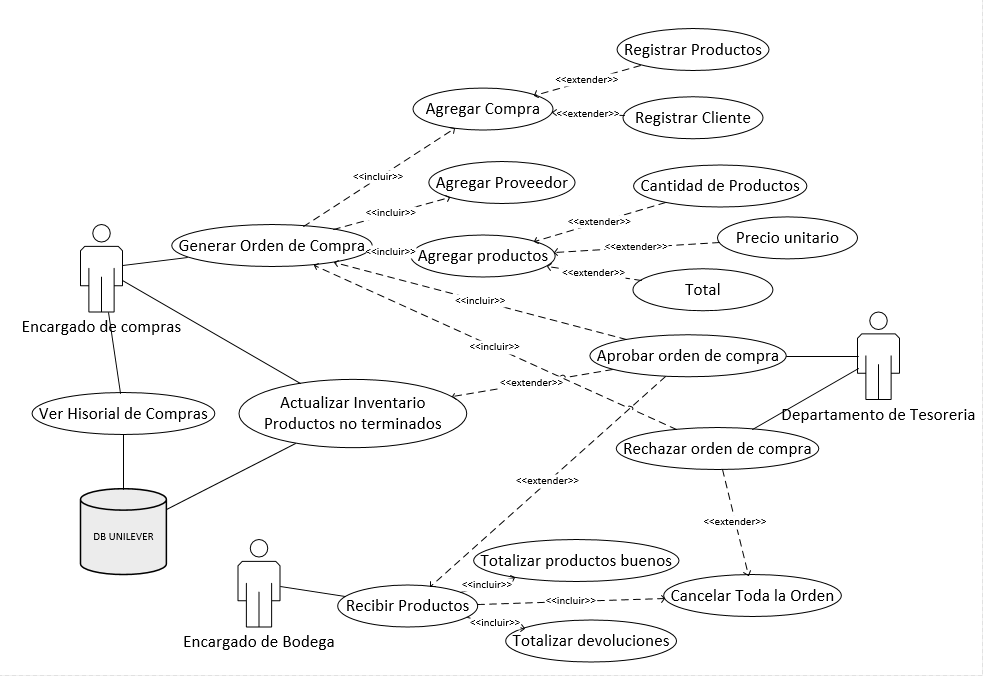 Registrar Productos
<<extender>>
Agregar Compra
<<extender>>
Registrar Cliente
<<incluir>>
Agregar Proveedor
Cantidad de Productos
<<incluir>>
<<extender>>
Precio unitario
Generar Orden de Compra
<<incluir>>
Agregar productos
<<extender>>
<<extender>>
Total
<<incluir>>
Encargado de compras
<<incluir>>
Aprobar orden de compra
<<extender>>
Ver Hisorial de Compras
Actualizar Inventario
Productos no terminados
Departamento de Tesoreria
Rechazar orden de compra
<<extender>>
<<extender>>
DB UNILEVER
Totalizar productos buenos
<<incluir>>
Recibir Productos
<<incluir>>
Cancelar Toda la Orden
<<incluir>>
Totalizar devoluciones
Encargado de Bodega